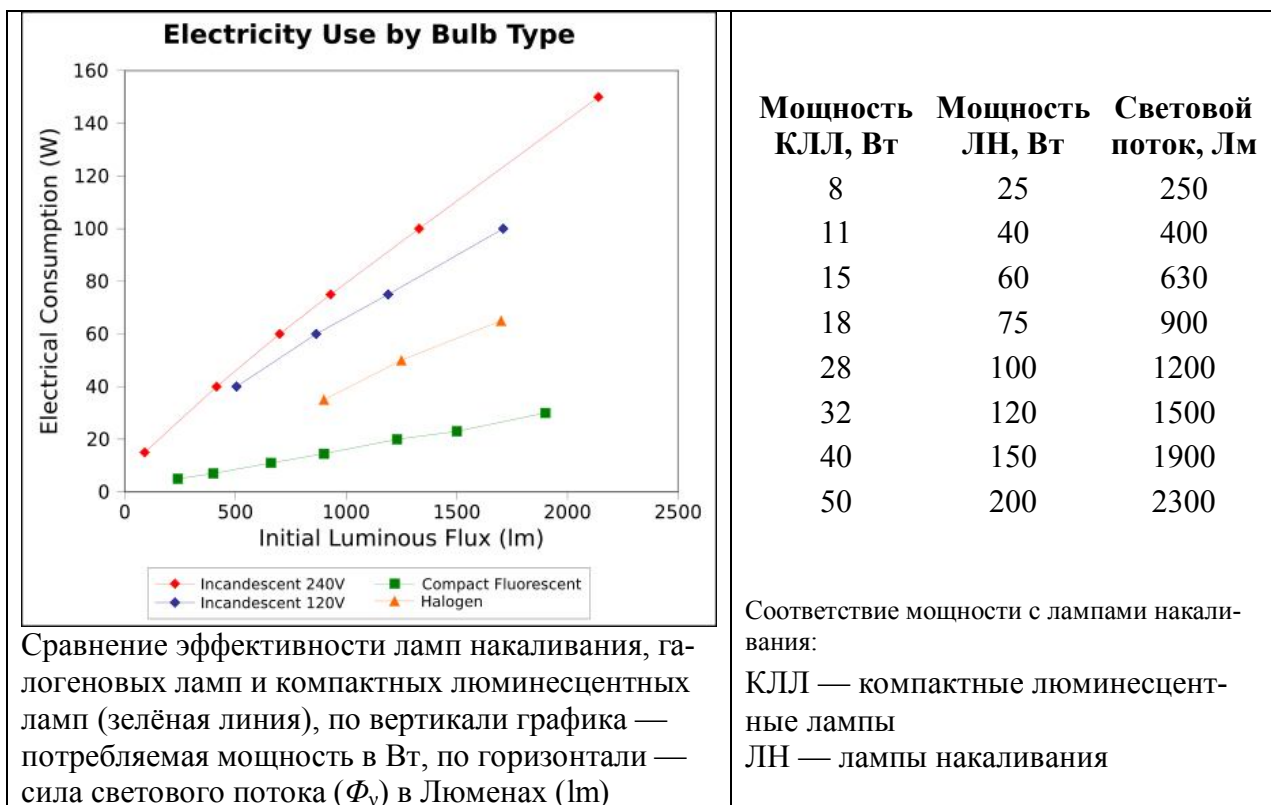 Electricity Use by Bulb Type
160
140
120
100
80
60
40
20
0
Electrical Consumption (W)
0 500 1000 1500 2000 2500
Initial Luminous Flux (lm)
Incandescent 240V Compact Fluorescent
Incandescent 120V Halogen
Сравнение эффективности ламп накаливания, га-
логеновых ламп и компактных люминесцентных
ламп (зелёная линия), по вертикали графика —
потребляемая мощность в Вт, по горизонтали —
сила светового потока (Φᵥ) в Люменах (lm)
Мощность Мощность Световой
КЛЛ, Вт ЛН, Вт поток, Лм
8 25 250
11 40 400
15 60 630
18 75 900
28 100 1200
32 120 1500
40 150 1900
50 200 2300
Соответствие мощности с лампами накали-
вания:
КЛЛ — компактные люминесцент-
ные лампы
ЛН — лампы накаливания